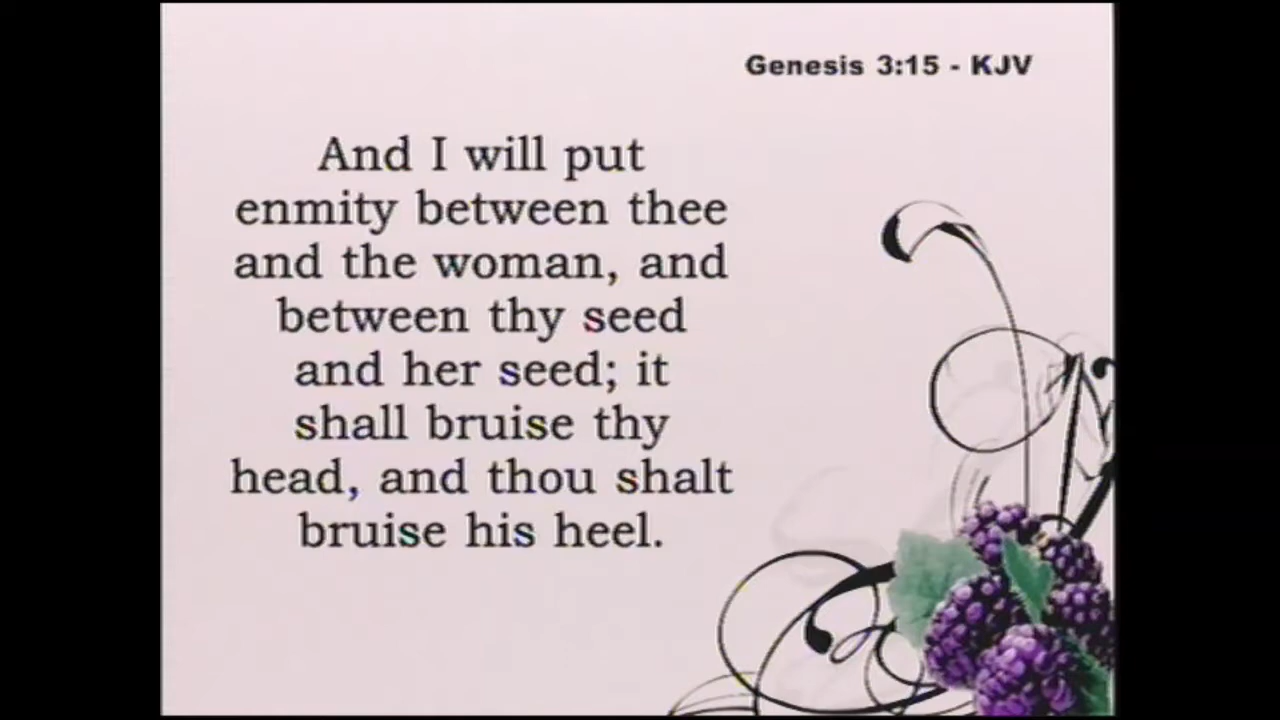 Genesis 3:15 - KJV
And I will put
enmity between thee
and the woman, and
between thy seed
and her seed; it
shall bruise thy
head, and thou shalt
bruise his heel.